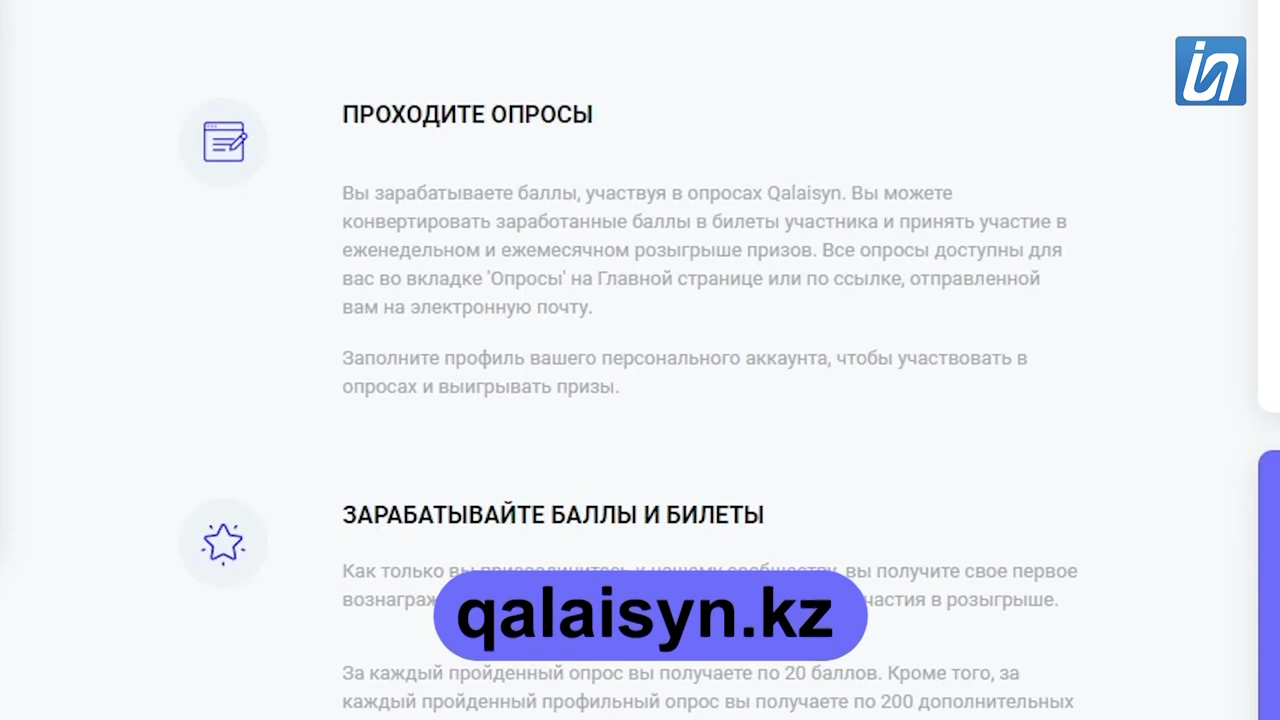 in
ПРОХОДИТЕ ОПРОСЫ
Вы зарабатываете баллы, участвуя в опросах Qalaisyn. Вы можете
конвертировать заработанные баллы в билеты участника и принять участие в
еженедельном и ежемесячном розыгрыше призов. Все опросы доступны для
вас во вкладке 'Опросы' на Главной странице или по ссылке, отправленной
вам на электронную почту.
Заполните профиль вашего персонального аккаунта, чтобы участвовать в
опросах и выигрывать призы.
ЗАРАБАТЫВАЙТЕ БАЛЛЫ И БИЛЕТЫ
Как только вы присоединитесь к нашему сообществу, вы получите свое первое
розыгрыше.
qalaisyn.kz
За каждый пройденный опрос вы получаете по 20 баллов. Кроме того, за
каждый пройденный профильный опрос вы получаете по 200 дополнительных